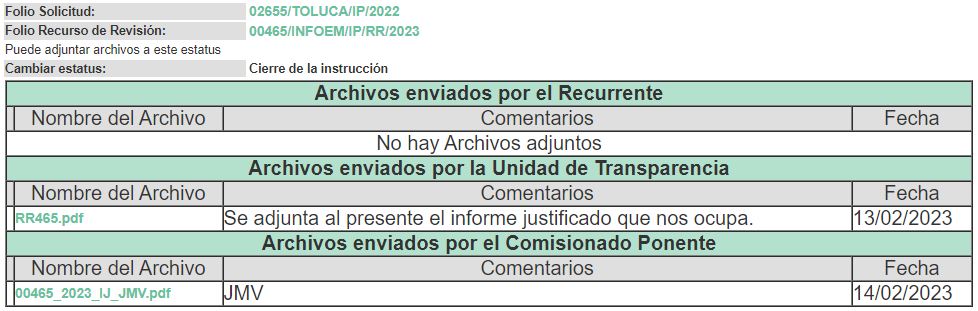 Folio Solicitud: 02655/TOLUCA/IP/2022
Folio Recurso de Revisión: 00465/INFOEM/IP/RR/2023
Puede adjuntar archivos a este estatus
Cambiar estatus: Cierre de la instrucción
Archivos enviados por el Recurrente
Nombre del Archivo Comentarios Fecha
No hay Archivos adjuntos
Archivos enviados por la Unidad de Transparencia
Nombre del Archivo Comentarios Fecha
RR465.pdf Se adjunta al presente el informe justificado que nos ocupa. 13/02/2023
Archivos enviados por el Comisionado Ponente
Nombre del Archivo Comentarios Fecha
00465_2023_IJ_JMV.pdf JMV 14/02/2023